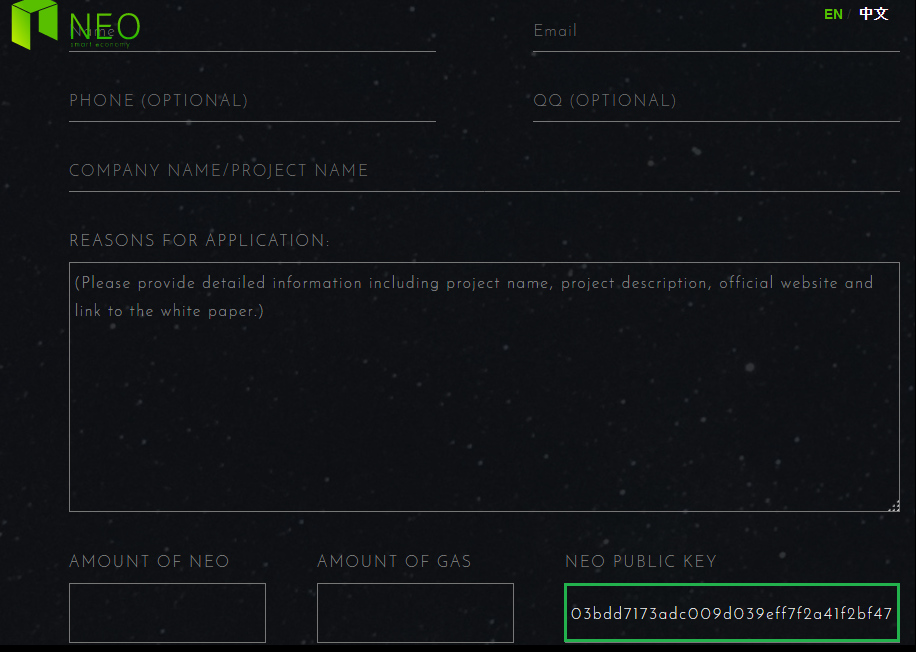 NEO
smart economy
EN / 中文
Name
Email
PHONE (OPTIONAL)
QQ (OPTIONAL)
COMPANY NAME/PROJECT NAME
REASONS FOR APPLICATION:
(Please provide detailed information including project name, project description, official website and
link to the white paper.)
AMOUNT OF NEO
AMOUNT OF GAS
NEO PUBLIC KEY
03bdd7173adc009d039eff7f2a41f2bf47